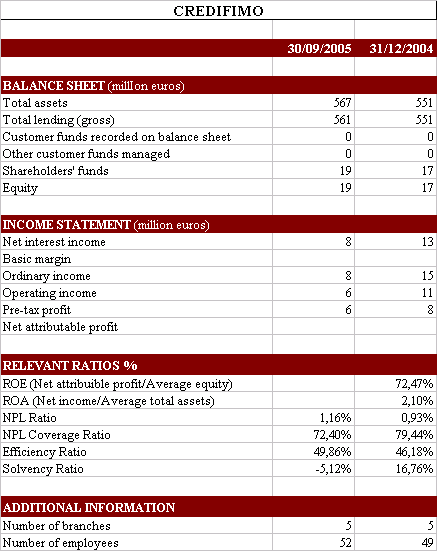 CREDIFIMO
30/09/2005 31/12/2004
BALANCE SHEET (millIon euros)
Total assets 567 551
Total lending (gross) 561 551
Customer funds recorded on balance sheet 0 0
Other customer funds managed 0 0
Shareholders' funds 19 17
Equity 19 17
INCOME STATEMENT (million euros)
Net interest income 8 13
Basic margin
Ordinary income 8 15
Operating income 6 11
Pre-tax profit 6 8
Net attributable profit
RELEVANT RATIOS %
ROE (Net attribuible profit/Average equity) 72,47%
ROA (Net income/Average total assets) 2,10%
NPL Ratio 1,16% 0,93%
NPL Coverage Ratio 72,40% 79,44%
Efficiency Ratio 49,86% 46,18%
Solvency Ratio -5,12% 16,76%
ADDITIONAL INFORMATION
Number of branches 5 5
Number of employees 52 49